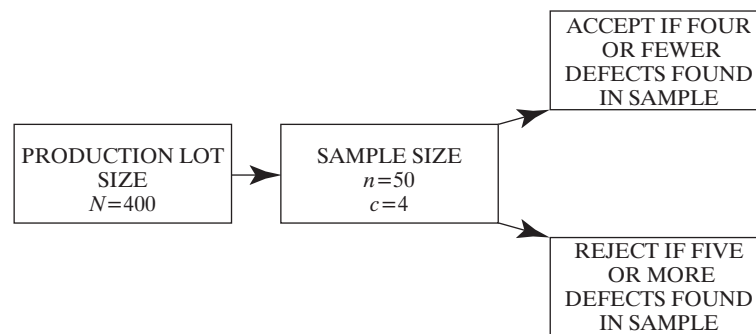 PRODUCTION LOT
SIZE
N=400
SAMPLE SIZE
n=50
c=4
ACCEPT IF FOUR
OR FEWER
DEFECTS FOUND
IN SAMPLE
REJECT IF FIVE
OR MORE
DEFECTS FOUND
IN SAMPLE